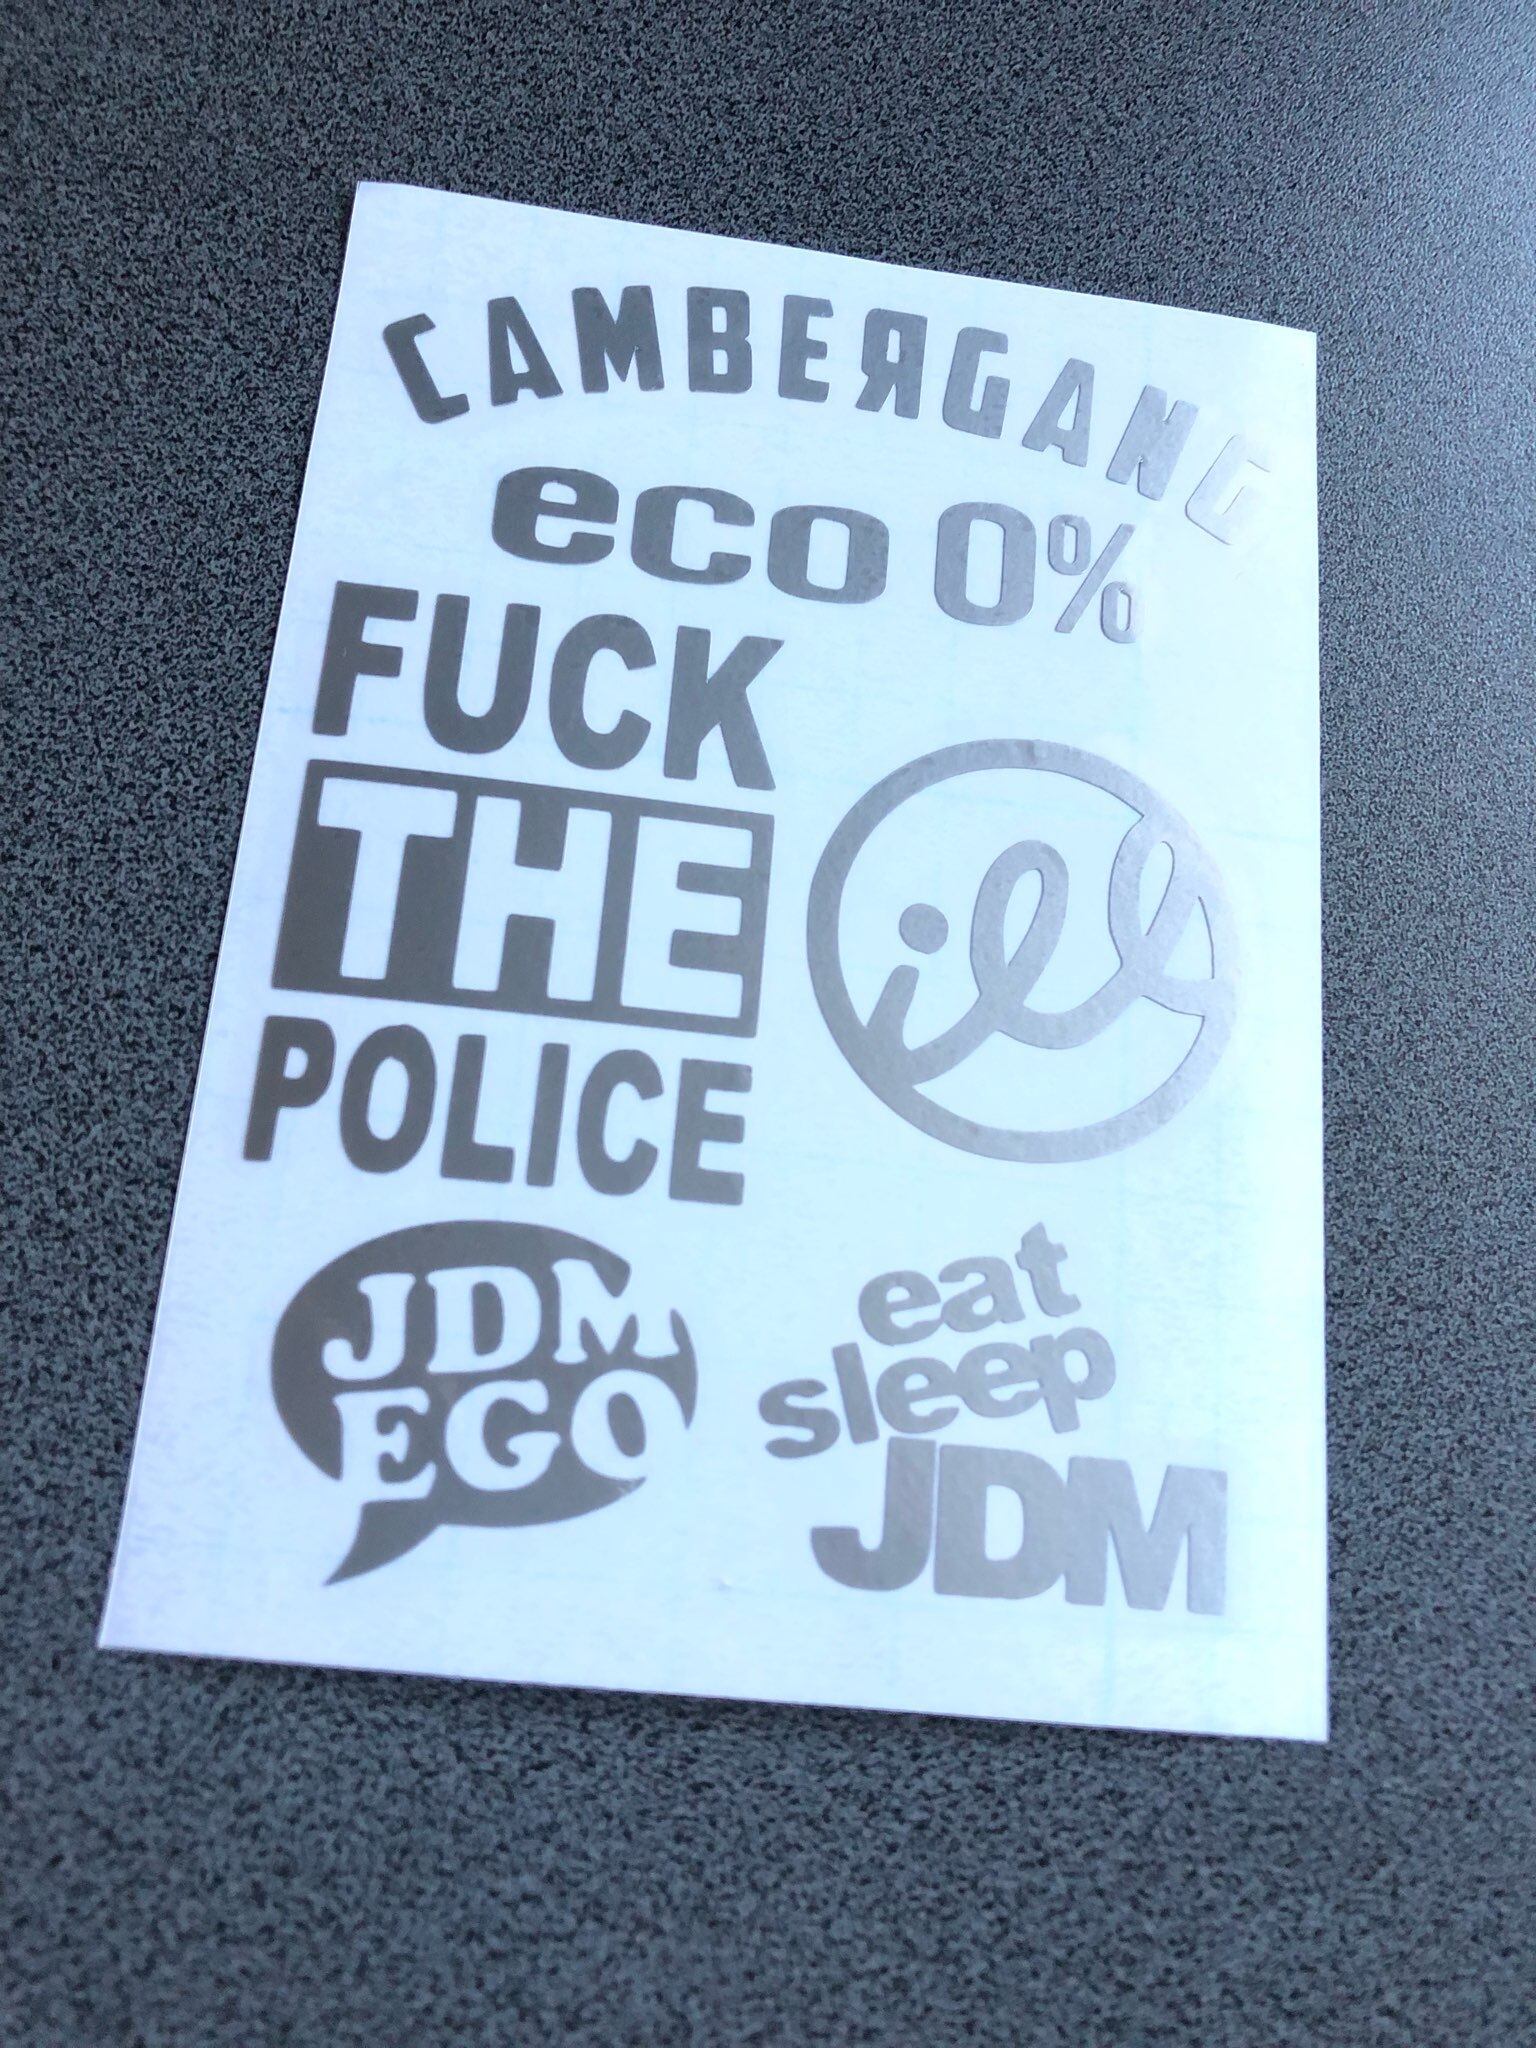 CAMBERGANG
eco 0%
FUCK
THE
POLICE
ill
JDM
EGO
eat
sleep
JDM